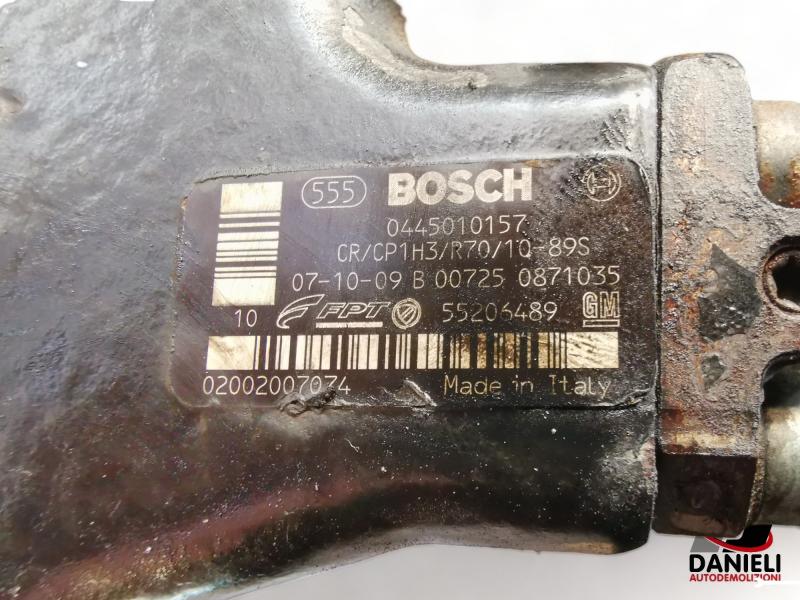 555 BOSCH
0445010157
CR/CP1H3/R70/10-89S
07-10-09 B 00725 0871035
10 FPT 55206489 GM
02002007074 Made in Italy
DANIELI
AUTODEMOLIZIONI